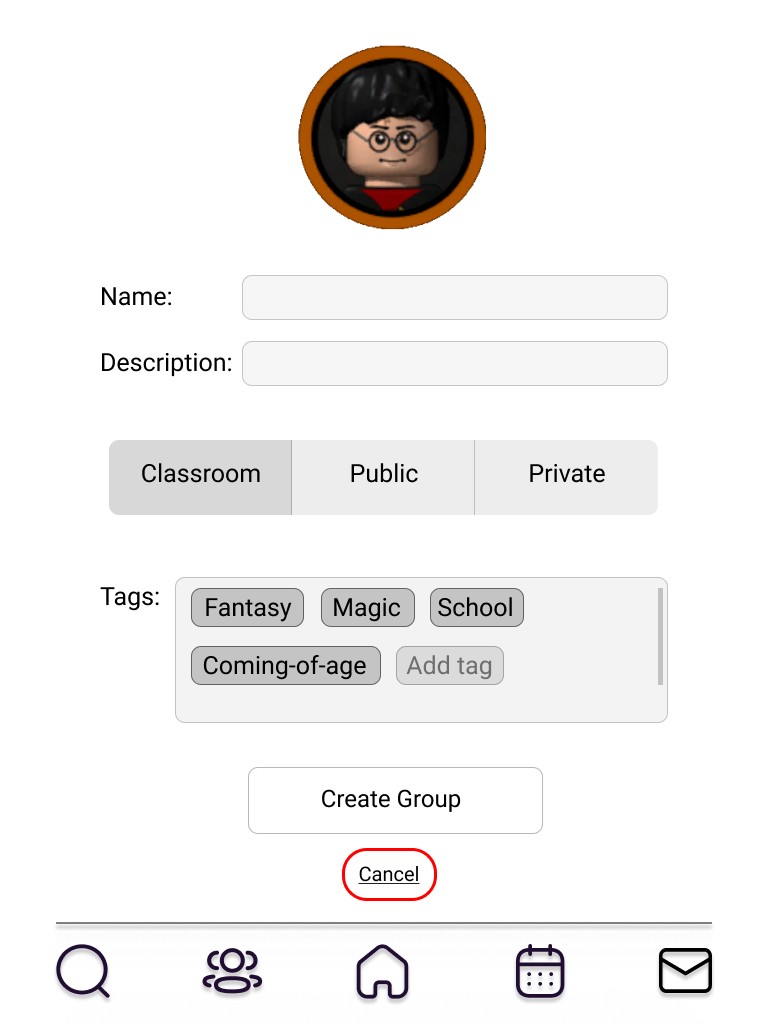 Name:
Description:
Classroom Public Private
Tags: Fantasy Magic School
Coming-of-age Add tag
Create Group
Cancel